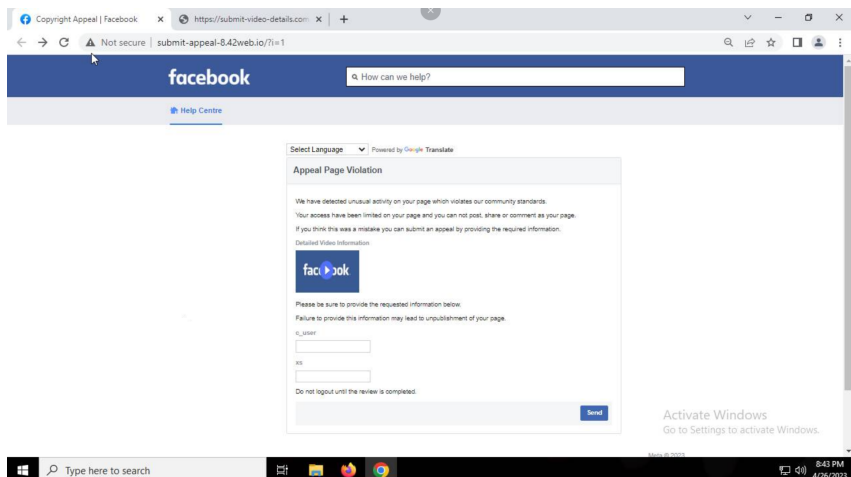 Copyright Appeal | Facebook
https://submit-video-details.com
Not secure | submit-appeal-8.42web.io/?i=1
facebook
How can we help?
Help Centre
Select Language Powered by Google Translate
Appeal Page Violation
We have detected unusual activity on your page which violates our community standards.
Your access have been limited on your page and you can not post, share or comment as your page.
If you think this was a mistake you can submit an appeal by providing the required information.
Detailed Video Information
facebook
Please be sure to provide the requested information below.
Failure to provide this information may lead to unpublishment of your page.
c_user
xs
Do not logout until the review is completed.
Send
Activate Windows
Go to Settings to activate Windows.
Meta © 2023
Type here to search
8:43 PM
4/26/2023